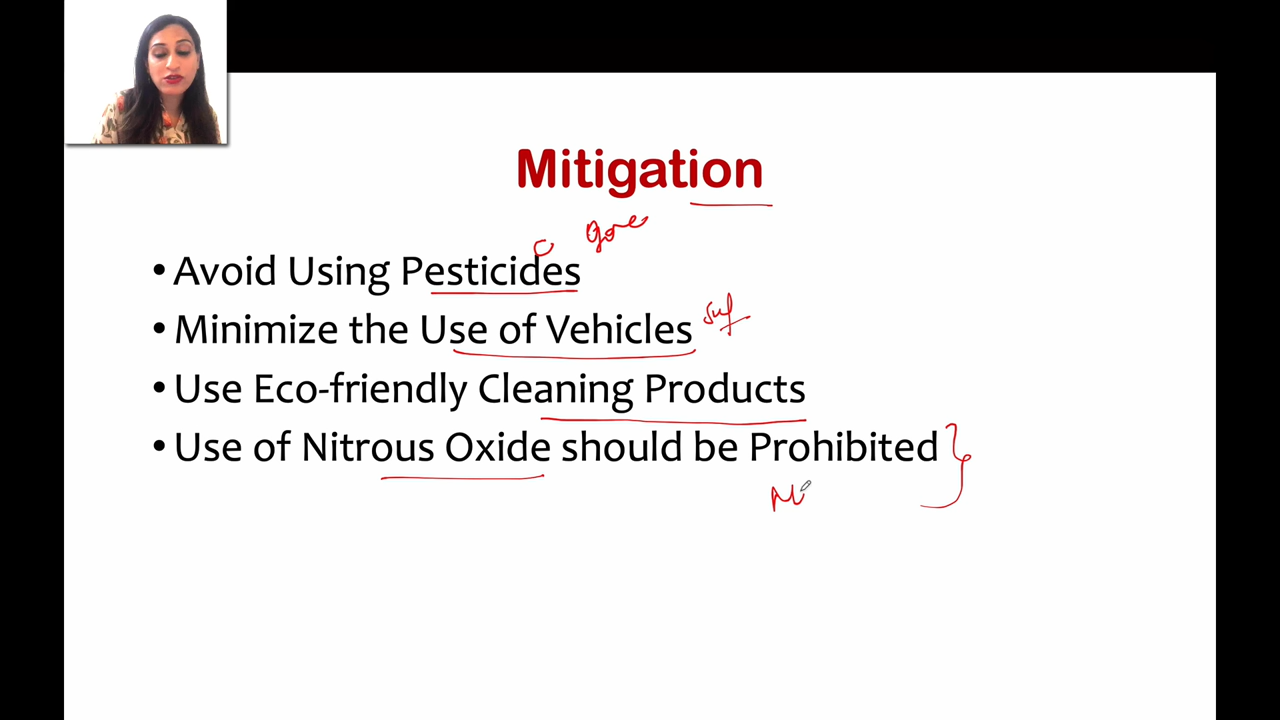 Mitigation
• Avoid Using Pesticides
• Minimize the Use of Vehicles
• Use Eco-friendly Cleaning Products
• Use of Nitrous Oxide should be Prohibited